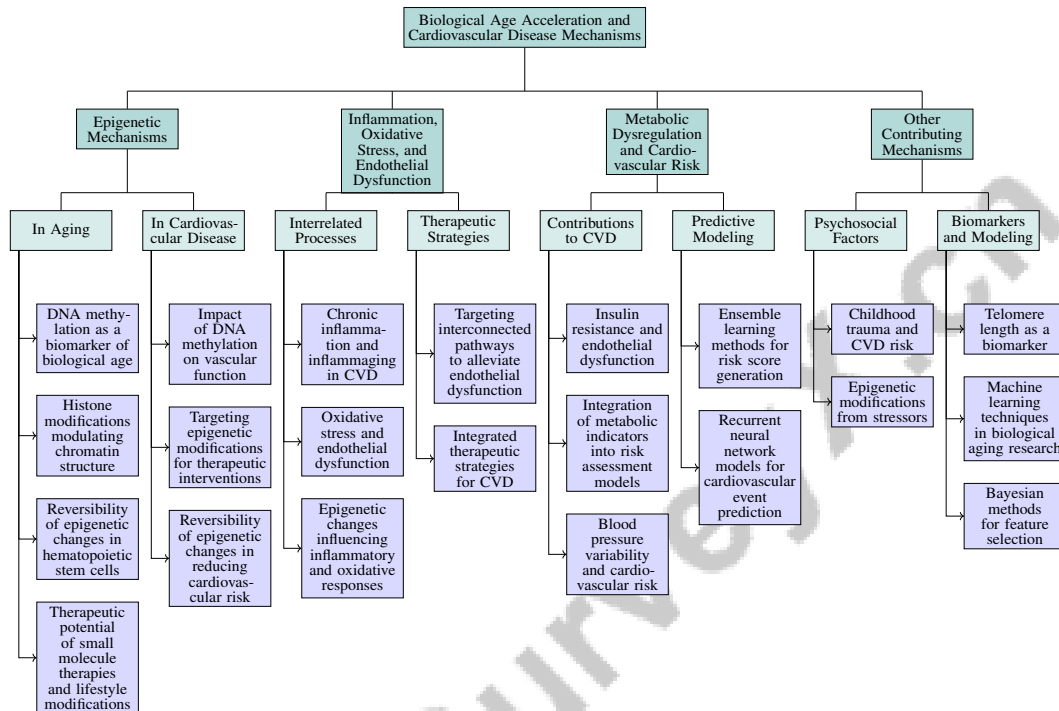 Biological Age Acceleration and
Cardiovascular Disease Mechanisms
Epigenetic
Mechanisms
Inflammation,
Oxidative
Stress, and
Endothelial
Dysfunction
Metabolic
Dysregulation
and Cardio-
vascular Risk
Other
Contributing
Mechanisms
In Aging
In Cardiovas-
cular Disease
Interrelated
Processes
Therapeutic
Strategies
Contributions
to CVD
Predictive
Modeling
Psychosocial
Factors
Biomarkers
and Modeling
DNA methy-
lation as a
biomarker of
biological age
Histone
modifications
modulating
chromatin
structure
Reversibility
of epigenetic
changes in
hematopoietic
stem cells
Therapeutic
potential
of small
molecule
therapies
and lifestyle
modifications
Impact
of DNA
methylation
on vascular
function
Targeting
epigenetic
modifications
for therapeutic
interventions
Reversibility
of epigenetic
changes in
reducing
cardiovas-
cular risk
Chronic
inflamma-
tion and
inflammaging
in CVD
Oxidative
stress and
endothelial
dysfunction
Epigenetic
changes
influencing
inflammatory
and oxidative
responses
Targeting
interconnected
pathways
to alleviate
endothelial
dysfunction
Integrated
therapeutic
strategies
for CVD
Insulin
resistance and
endothelial
dysfunction
Integration
of metabolic
indicators
into risk
assessment
models
Blood
pressure
variability
and cardio-
vascular risk
Ensemble
learning
methods for
risk score
generation
Recurrent
neural
network
models for
cardiovascular
event
prediction
Childhood
trauma and
CVD risk
Epigenetic
modifications
from stressors
Telomere
length as a
biomarker
Machine
learning
techniques
in biological
aging research
Bayesian
methods
for feature
selection